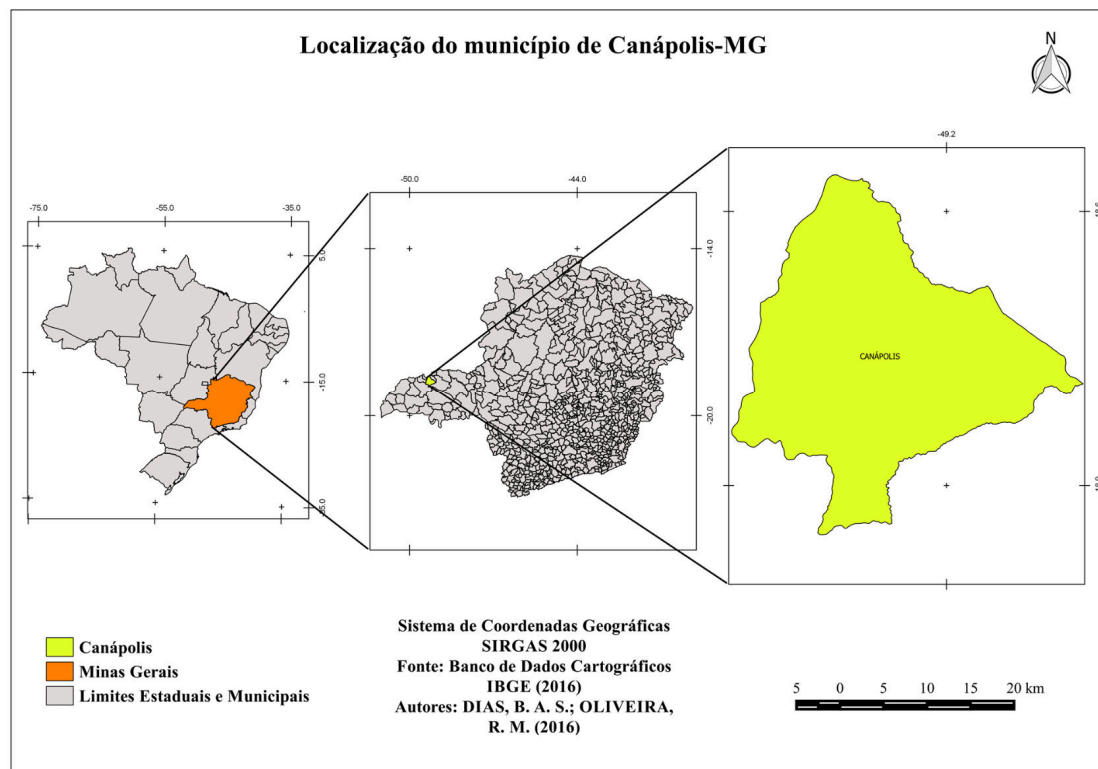 Localização do município de Canápolis-MG
N
-75.0
-55.0
-35.0
5.0
-15.0
-50.0
-44.0
-14.0
-20.0
-49.2
CANÁPOLIS
Canápolis
Minas Gerais
Limites Estaduais e Municipais
Sistema de Coordenadas Geográficas
SIRGAS 2000
Fonte: Banco de Dados Cartográficos
IBGE (2016)
Autores: DIAS, B. A. S.; OLIVEIRA,
R. M. (2016)
5 0 5 10 15 20 km